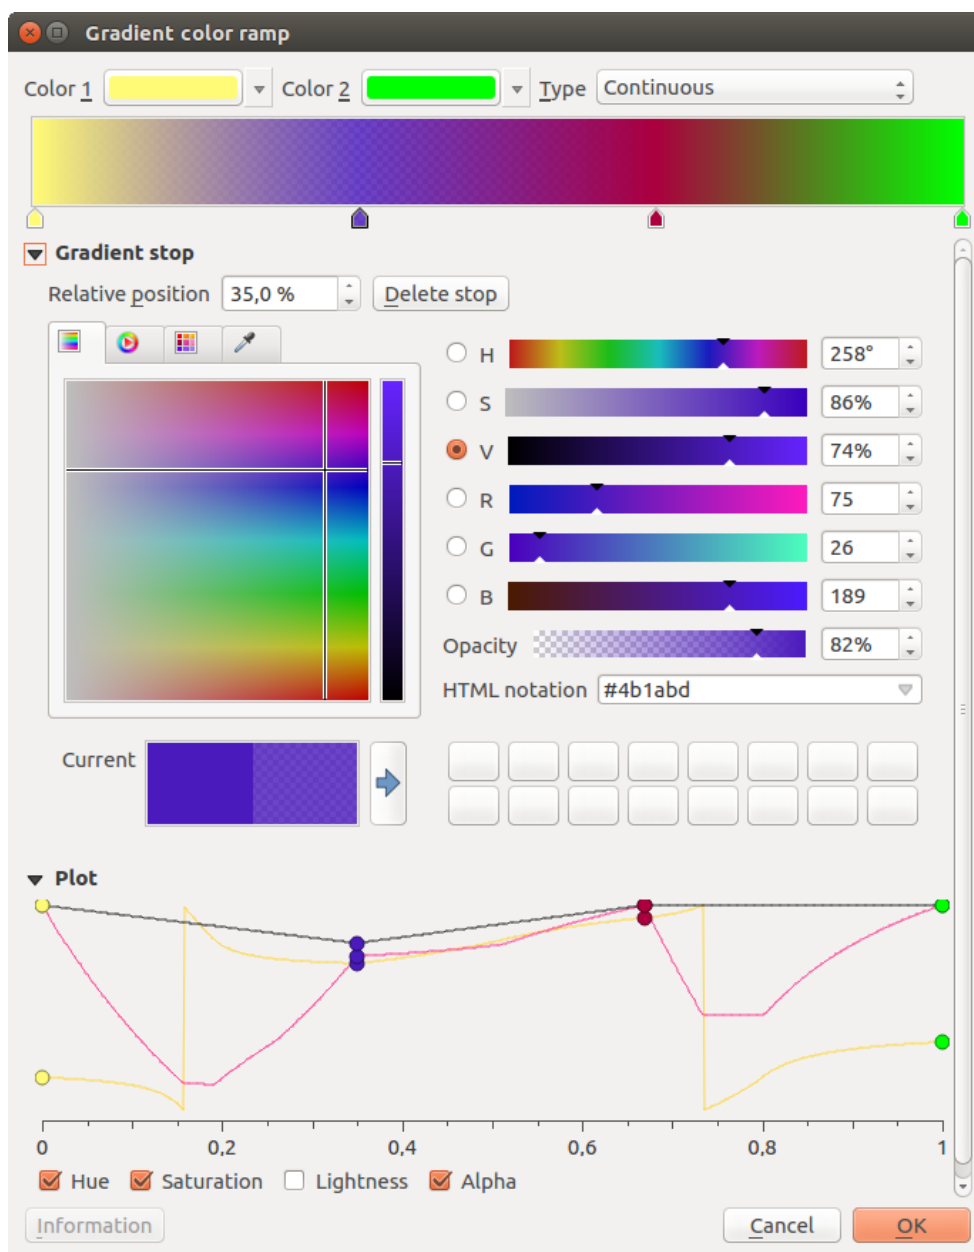 Gradient color ramp
Color 1 Color 2 Type Continuous
Gradient stop
Relative position 35,0 % Delete stop
H 258°
S 86%
V 74%
R 75
G 26
B 189
Opacity 82%
HTML notation #4b1abd
Current
Plot
0 0,2 0,4 0,6 0,8 1
Hue Saturation Lightness Alpha
Information Cancel OK